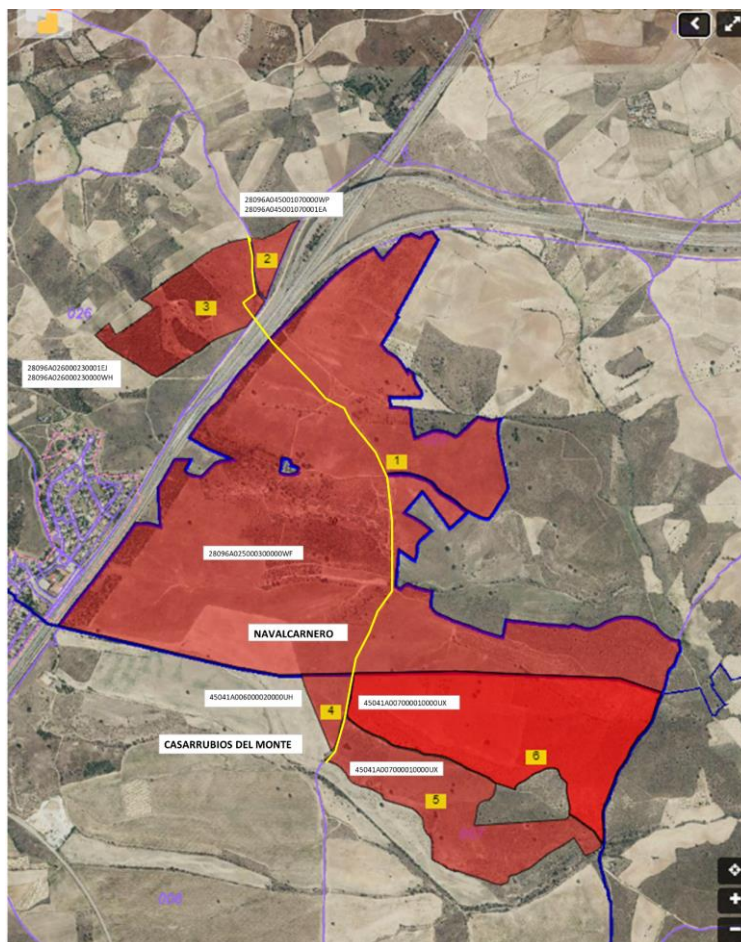 28096A045001070000WP
28096A045001070001EA
2
3
026
28096A026000230001EJ
28096A026000230000WH
1
28096A025000300000WF
NAVALCARNERO
45041A006000020000UH
45041A007000010000UX
4
CASARRUBIOS DEL MONTE
6
45041A007000010000UX
5
006